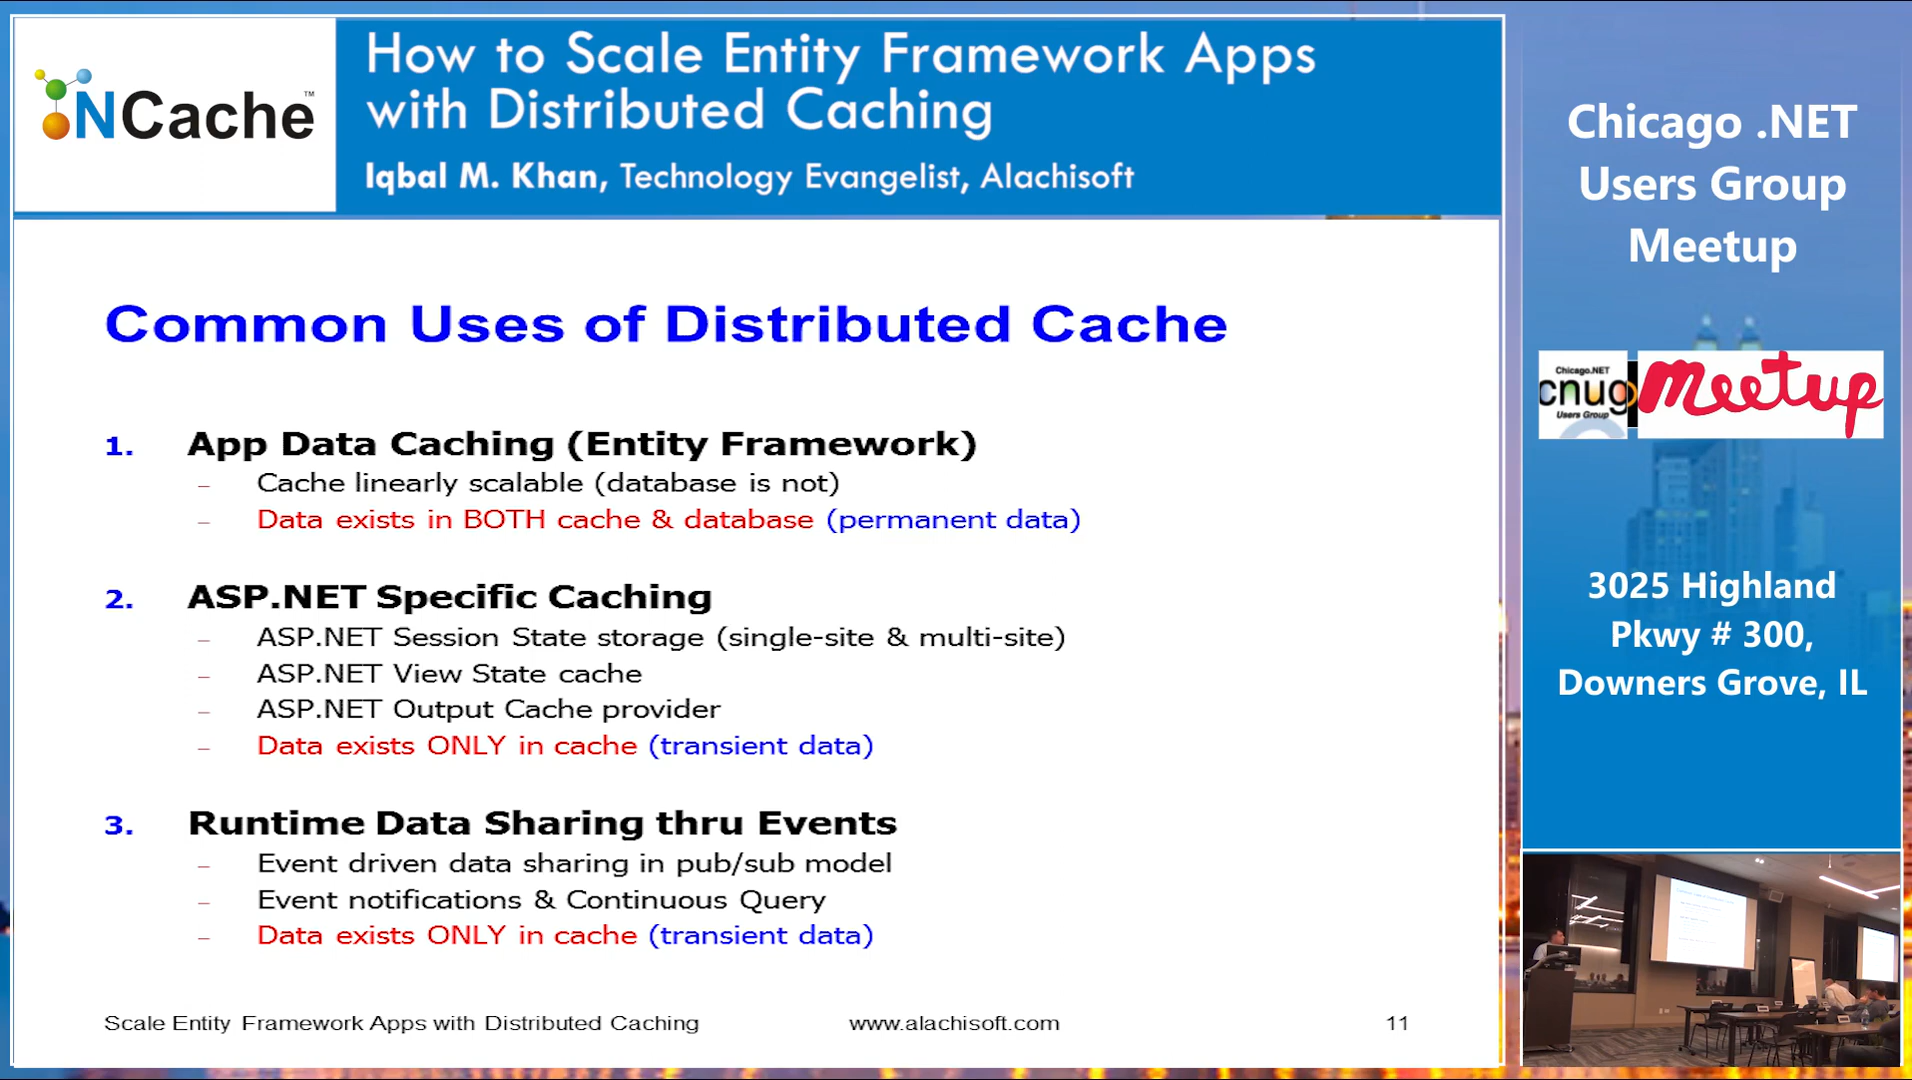 NCache™
How to Scale Entity Framework Apps
with Distributed Caching
Iqbal M. Khan, Technology Evangelist, Alachisoft
Common Uses of Distributed Cache
1. App Data Caching (Entity Framework)
– Cache linearly scalable (database is not)
– Data exists in BOTH cache & database (permanent data)
2. ASP.NET Specific Caching
– ASP.NET Session State storage (single-site & multi-site)
– ASP.NET View State cache
– ASP.NET Output Cache provider
– Data exists ONLY in cache (transient data)
3. Runtime Data Sharing thru Events
– Event driven data sharing in pub/sub model
– Event notifications & Continuous Query
– Data exists ONLY in cache (transient data)
Scale Entity Framework Apps with Distributed Caching www.alachisoft.com 11
Chicago .NET
Users Group
Meetup
Chicago.NET
cnug
Users Group
meetup
3025 Highland
Pkwy # 300,
Downers Grove, IL